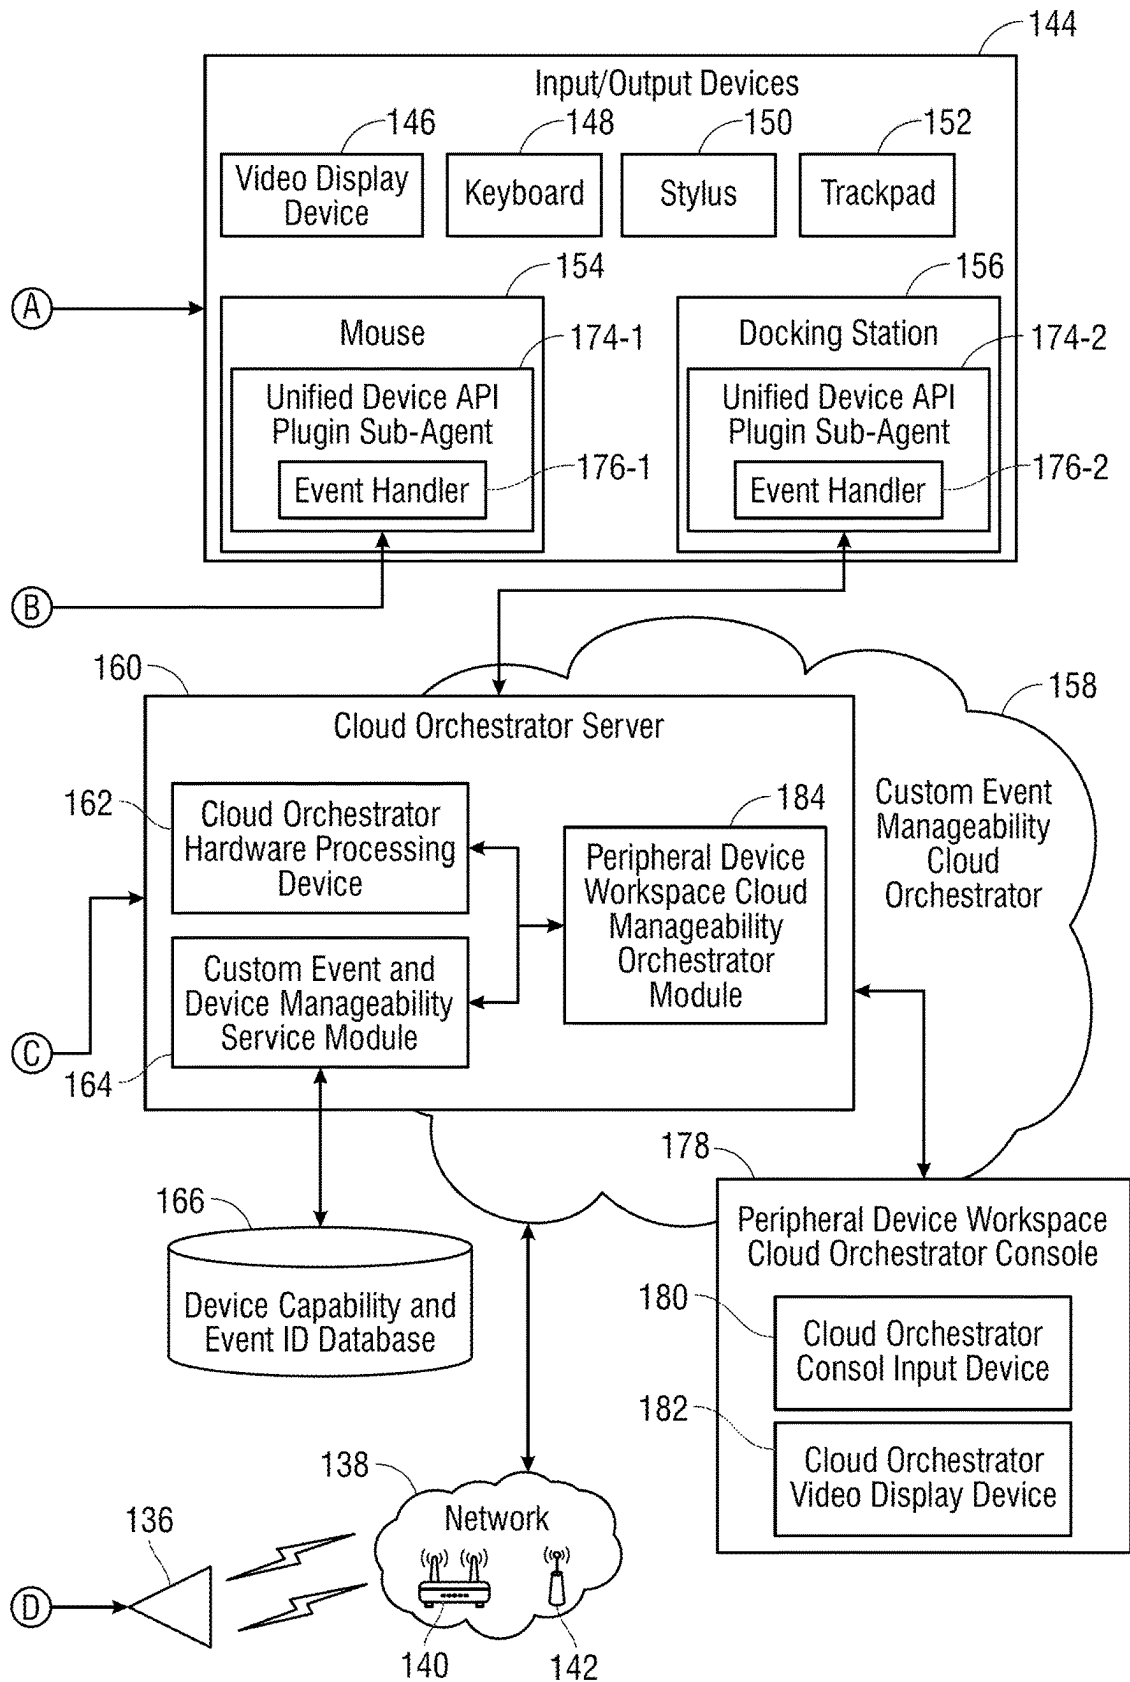 144
Input/Output Devices
146
148
150
152
Video Display
Device
Keyboard
Stylus
Trackpad
154
156
A
Mouse
Docking Station
174-1
174-2
Unified Device API
Plugin Sub-Agent
Unified Device API
Plugin Sub-Agent
176-1
176-2
Event Handler
Event Handler
B
160
158
Cloud Orchestrator Server
162
Cloud Orchestrator
Hardware Processing
Device
184
Peripheral Device
Workspace Cloud
Manageability
Orchestrator
Module
Custom Event
Manageability
Cloud
Orchestrator
Custom Event and
Device Manageability
Service Module
C
164
178
166
Peripheral Device Workspace
Cloud Orchestrator Console
Device Capability and
Event ID Database
180
Cloud Orchestrator
Consol Input Device
182
Cloud Orchestrator
Video Display Device
138
Network
136
D
140
142